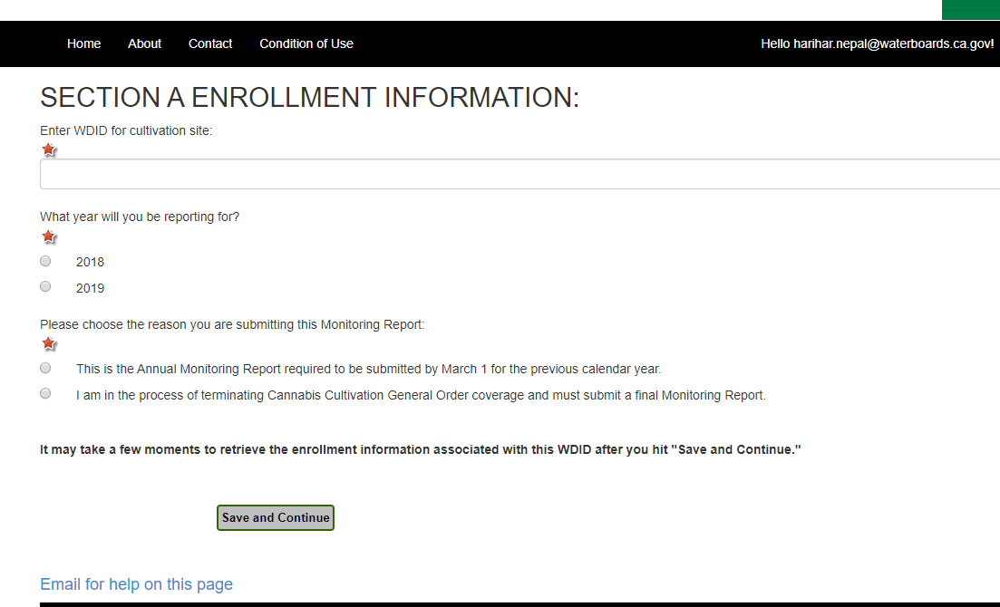 Home About Contact Condition of Use Hello harihar.nepal@waterboards.ca.gov!
SECTION A ENROLLMENT INFORMATION:
Enter WDID for cultivation site:
What year will you be reporting for?
2018
2019
Please choose the reason you are submitting this Monitoring Report:
This is the Annual Monitoring Report required to be submitted by March 1 for the previous calendar year.
I am in the process of terminating Cannabis Cultivation General Order coverage and must submit a final Monitoring Report.
It may take a few moments to retrieve the enrollment information associated with this WDID after you hit "Save and Continue."
Save and Continue
Email for help on this page